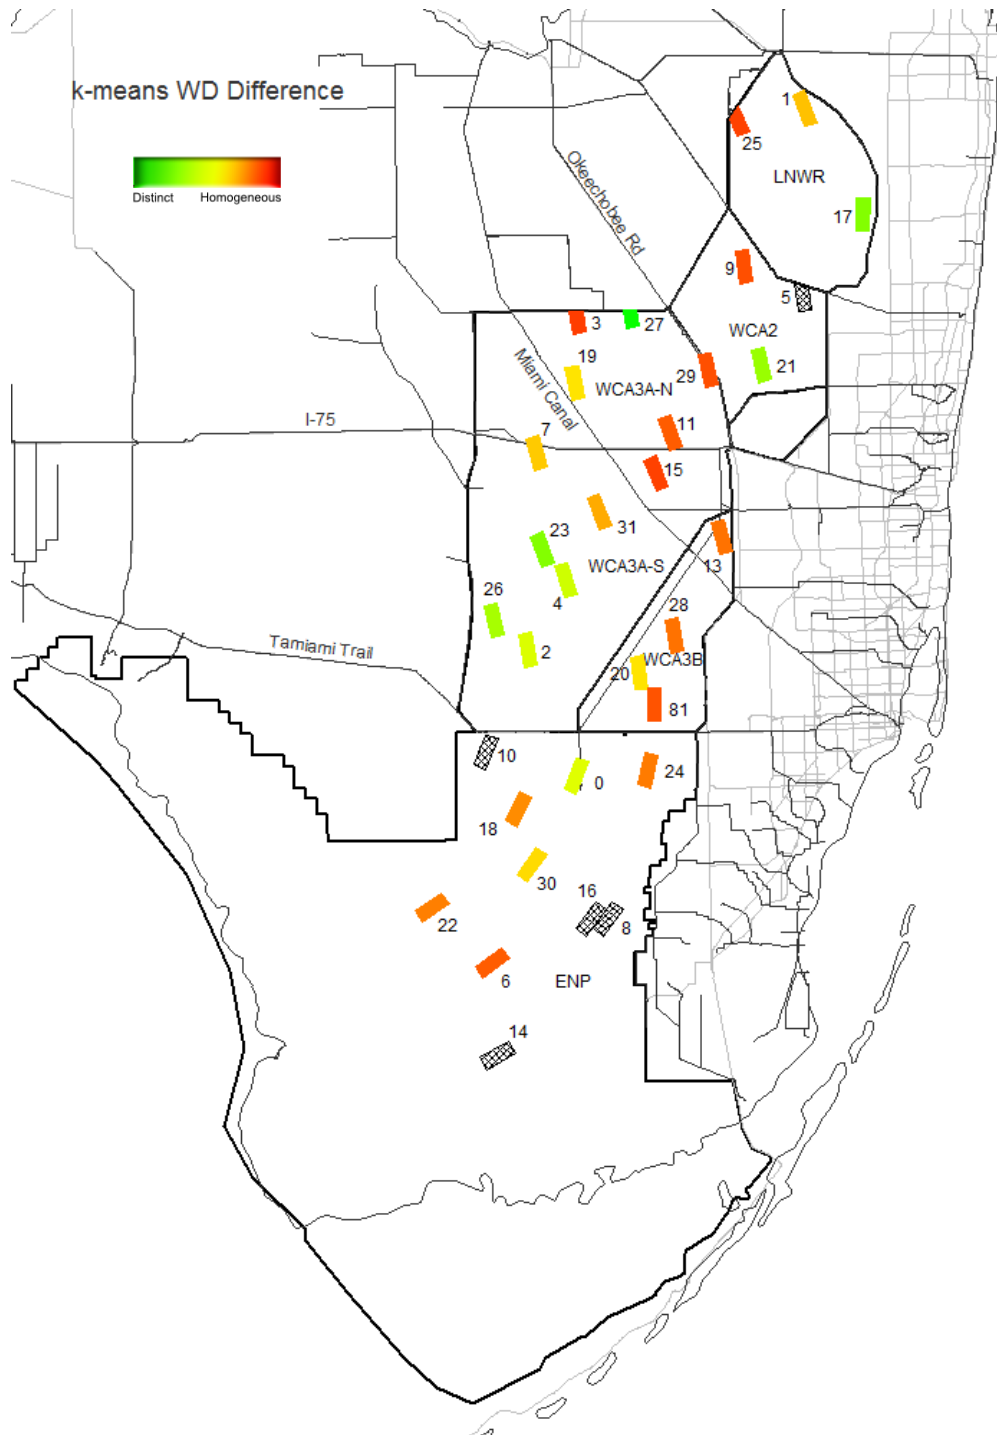 k-means WD Difference
Distinct Homogeneous
1
25
LNWR
17
Okeechobee Rd
9
5
3
27
WCA2
19
Miami Canal
WCA3A-N
29
21
I-75
7
11
15
31
23
WCA3A-S
13
4
26
28
Tamiami Trail
2
WCA3B
20
81
10
0
24
18
30
16
22
8
6
ENP
14